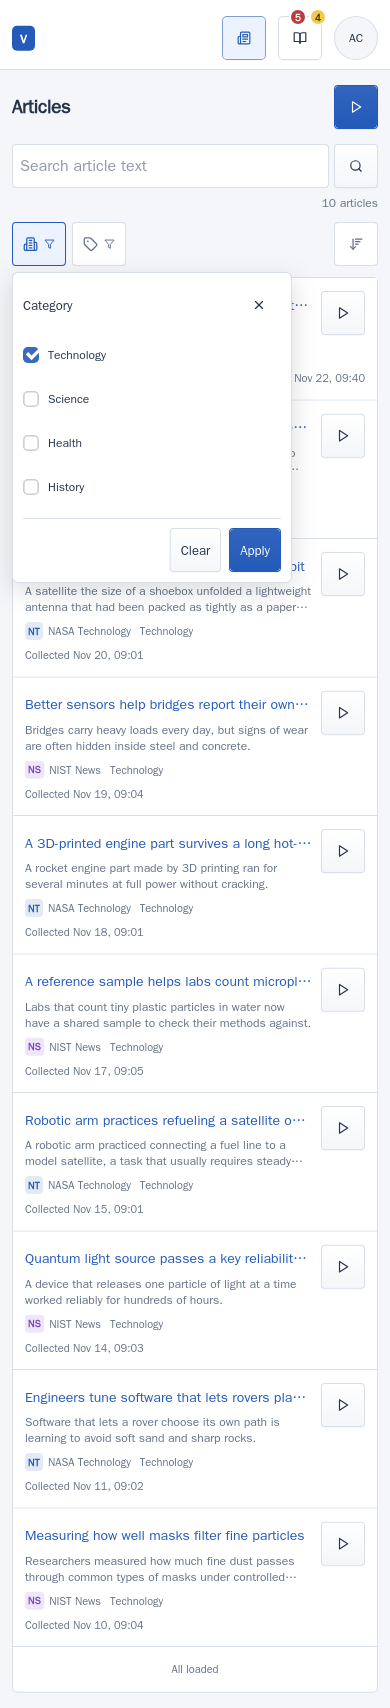 V
5
4
AC
Articles
Search article text
10 articles
t···
Category
Technology
Nov 22, 09:40
Science
···
Health
History
Clear
Apply
bit
A satellite the size of a shoebox unfolded a lightweight
antenna that had been packed as tightly as a paper···
NT NASA Technology Technology
Collected Nov 20, 09:01
Better sensors help bridges report their own···
Bridges carry heavy loads every day, but signs of wear
are often hidden inside steel and concrete.
NS NIST News Technology
Collected Nov 19, 09:04
A 3D-printed engine part survives a long hot-···
A rocket engine part made by 3D printing ran for
several minutes at full power without cracking.
NT NASA Technology Technology
Collected Nov 18, 09:01
A reference sample helps labs count micropl···
Labs that count tiny plastic particles in water now
have a shared sample to check their methods against.
NS NIST News Technology
Collected Nov 17, 09:05
Robotic arm practices refueling a satellite o···
A robotic arm practiced connecting a fuel line to a
model satellite, a task that usually requires steady···
NT NASA Technology Technology
Collected Nov 15, 09:01
Quantum light source passes a key reliabilit···
A device that releases one particle of light at a time
worked reliably for hundreds of hours.
NS NIST News Technology
Collected Nov 14, 09:03
Engineers tune software that lets rovers pla···
Software that lets a rover choose its own path is
learning to avoid soft sand and sharp rocks.
NT NASA Technology Technology
Collected Nov 11, 09:02
Measuring how well masks filter fine particles
Researchers measured how much fine dust passes
through common types of masks under controlled···
NS NIST News Technology
Collected Nov 10, 09:04
All loaded